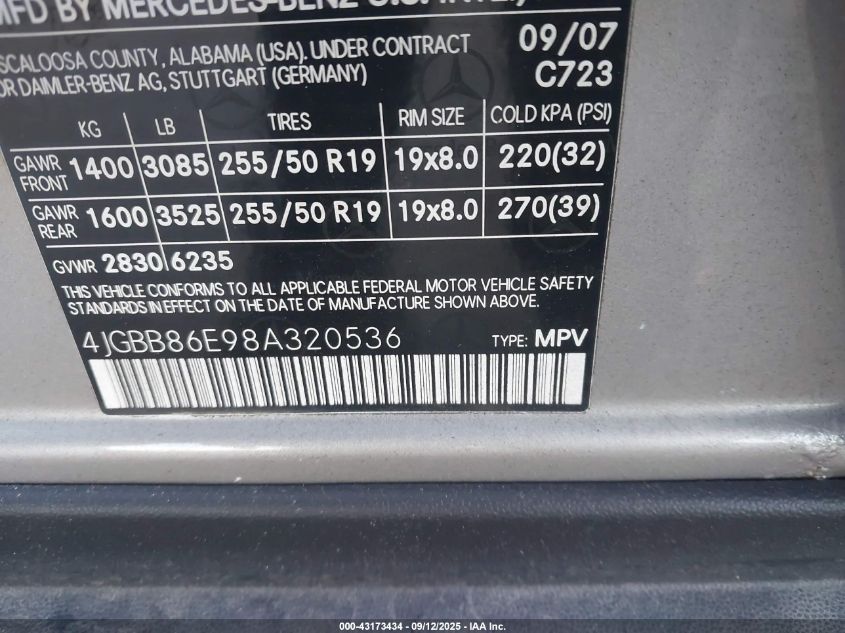 MFD BY MERCEDES-BENZ U.S. INT'L,
SCALOOSA COUNTY, ALABAMA (USA). UNDER CONTRACT 09/07
OR DAIMLER-BENZ AG, STUTTGART (GERMANY) C723
KG LB TIRES RIM SIZE COLD KPA (PSI)
GAWR FRONT 1400 3085 255/50 R19 19x8.0 220(32)
GAWR REAR 1600 3525 255/50 R19 19x8.0 270(39)
GVWR 2830 6235
THIS VEHICLE CONFORMS TO ALL APPLICABLE FEDERAL MOTOR VEHICLE SAFETY
STANDARDS IN EFFECT ON THE DATE OF MANUFACTURE SHOWN ABOVE.
4JGBB86E98A320536 TYPE: MPV
000-43173434 - 09/12/2025 - IAA Inc.